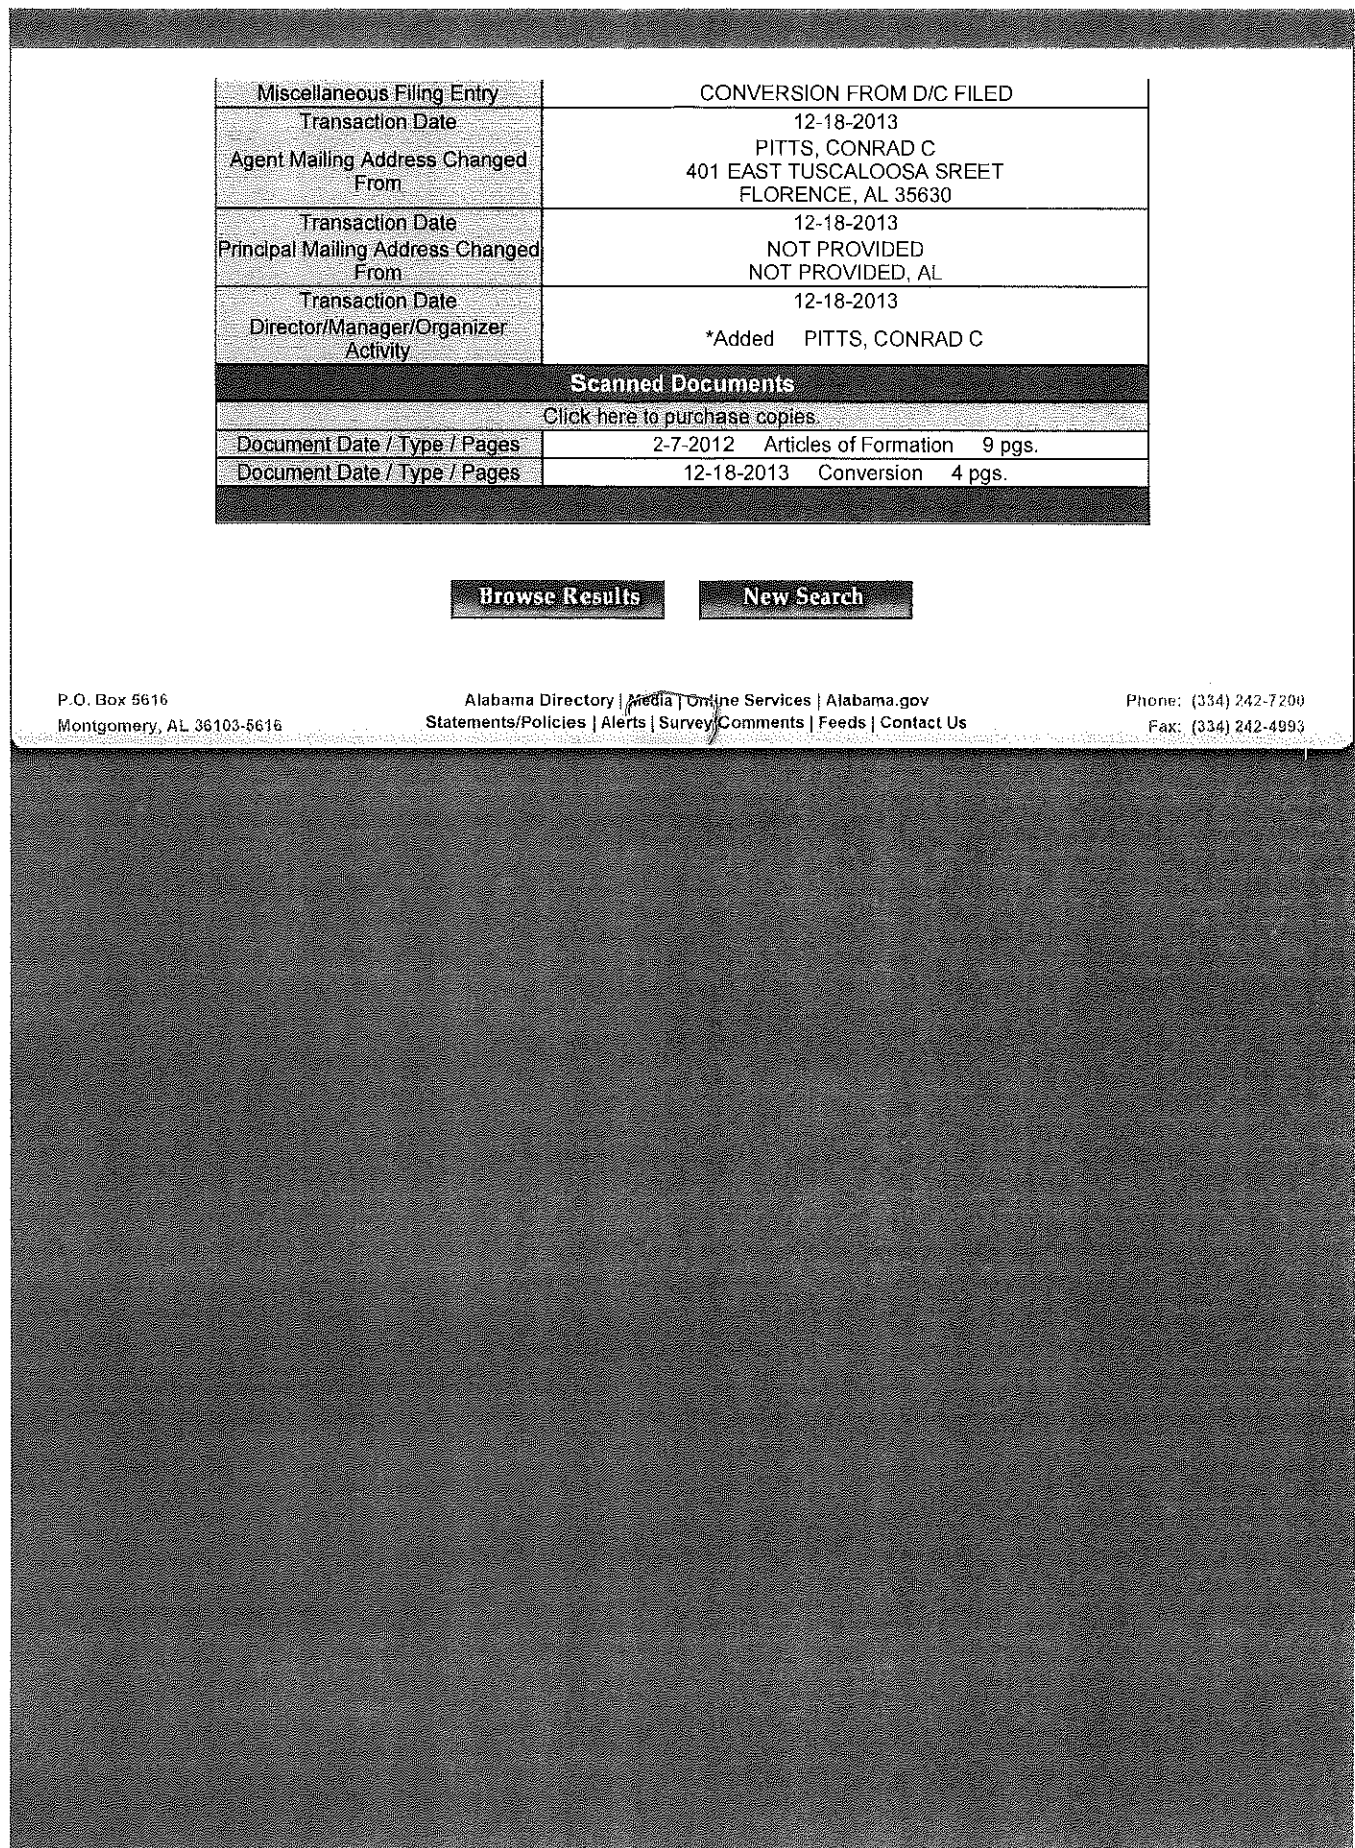 Miscellaneous Filing Entry CONVERSION FROM D/C FILED
Transaction Date 12-18-2013
Agent Mailing Address Changed From PITTS, CONRAD C
401 EAST TUSCALOOSA SREET
FLORENCE, AL 35630
Transaction Date 12-18-2013
Principal Mailing Address Changed From NOT PROVIDED
NOT PROVIDED, AL
Transaction Date 12-18-2013
Director/Manager/Organizer Activity *Added PITTS, CONRAD C
Scanned Documents
Click here to purchase copies.
Document Date / Type / Pages 2-7-2012 Articles of Formation 9 pgs.
Document Date / Type / Pages 12-18-2013 Conversion 4 pgs.
Browse Results New Search
P.O. Box 5616 Alabama Directory | Media | Online Services | Alabama.gov Phone: (334) 242-7200
Montgomery, AL 36103-5616 Statements/Policies | Alerts | Survey/Comments | Feeds | Contact Us Fax: (334) 242-4993